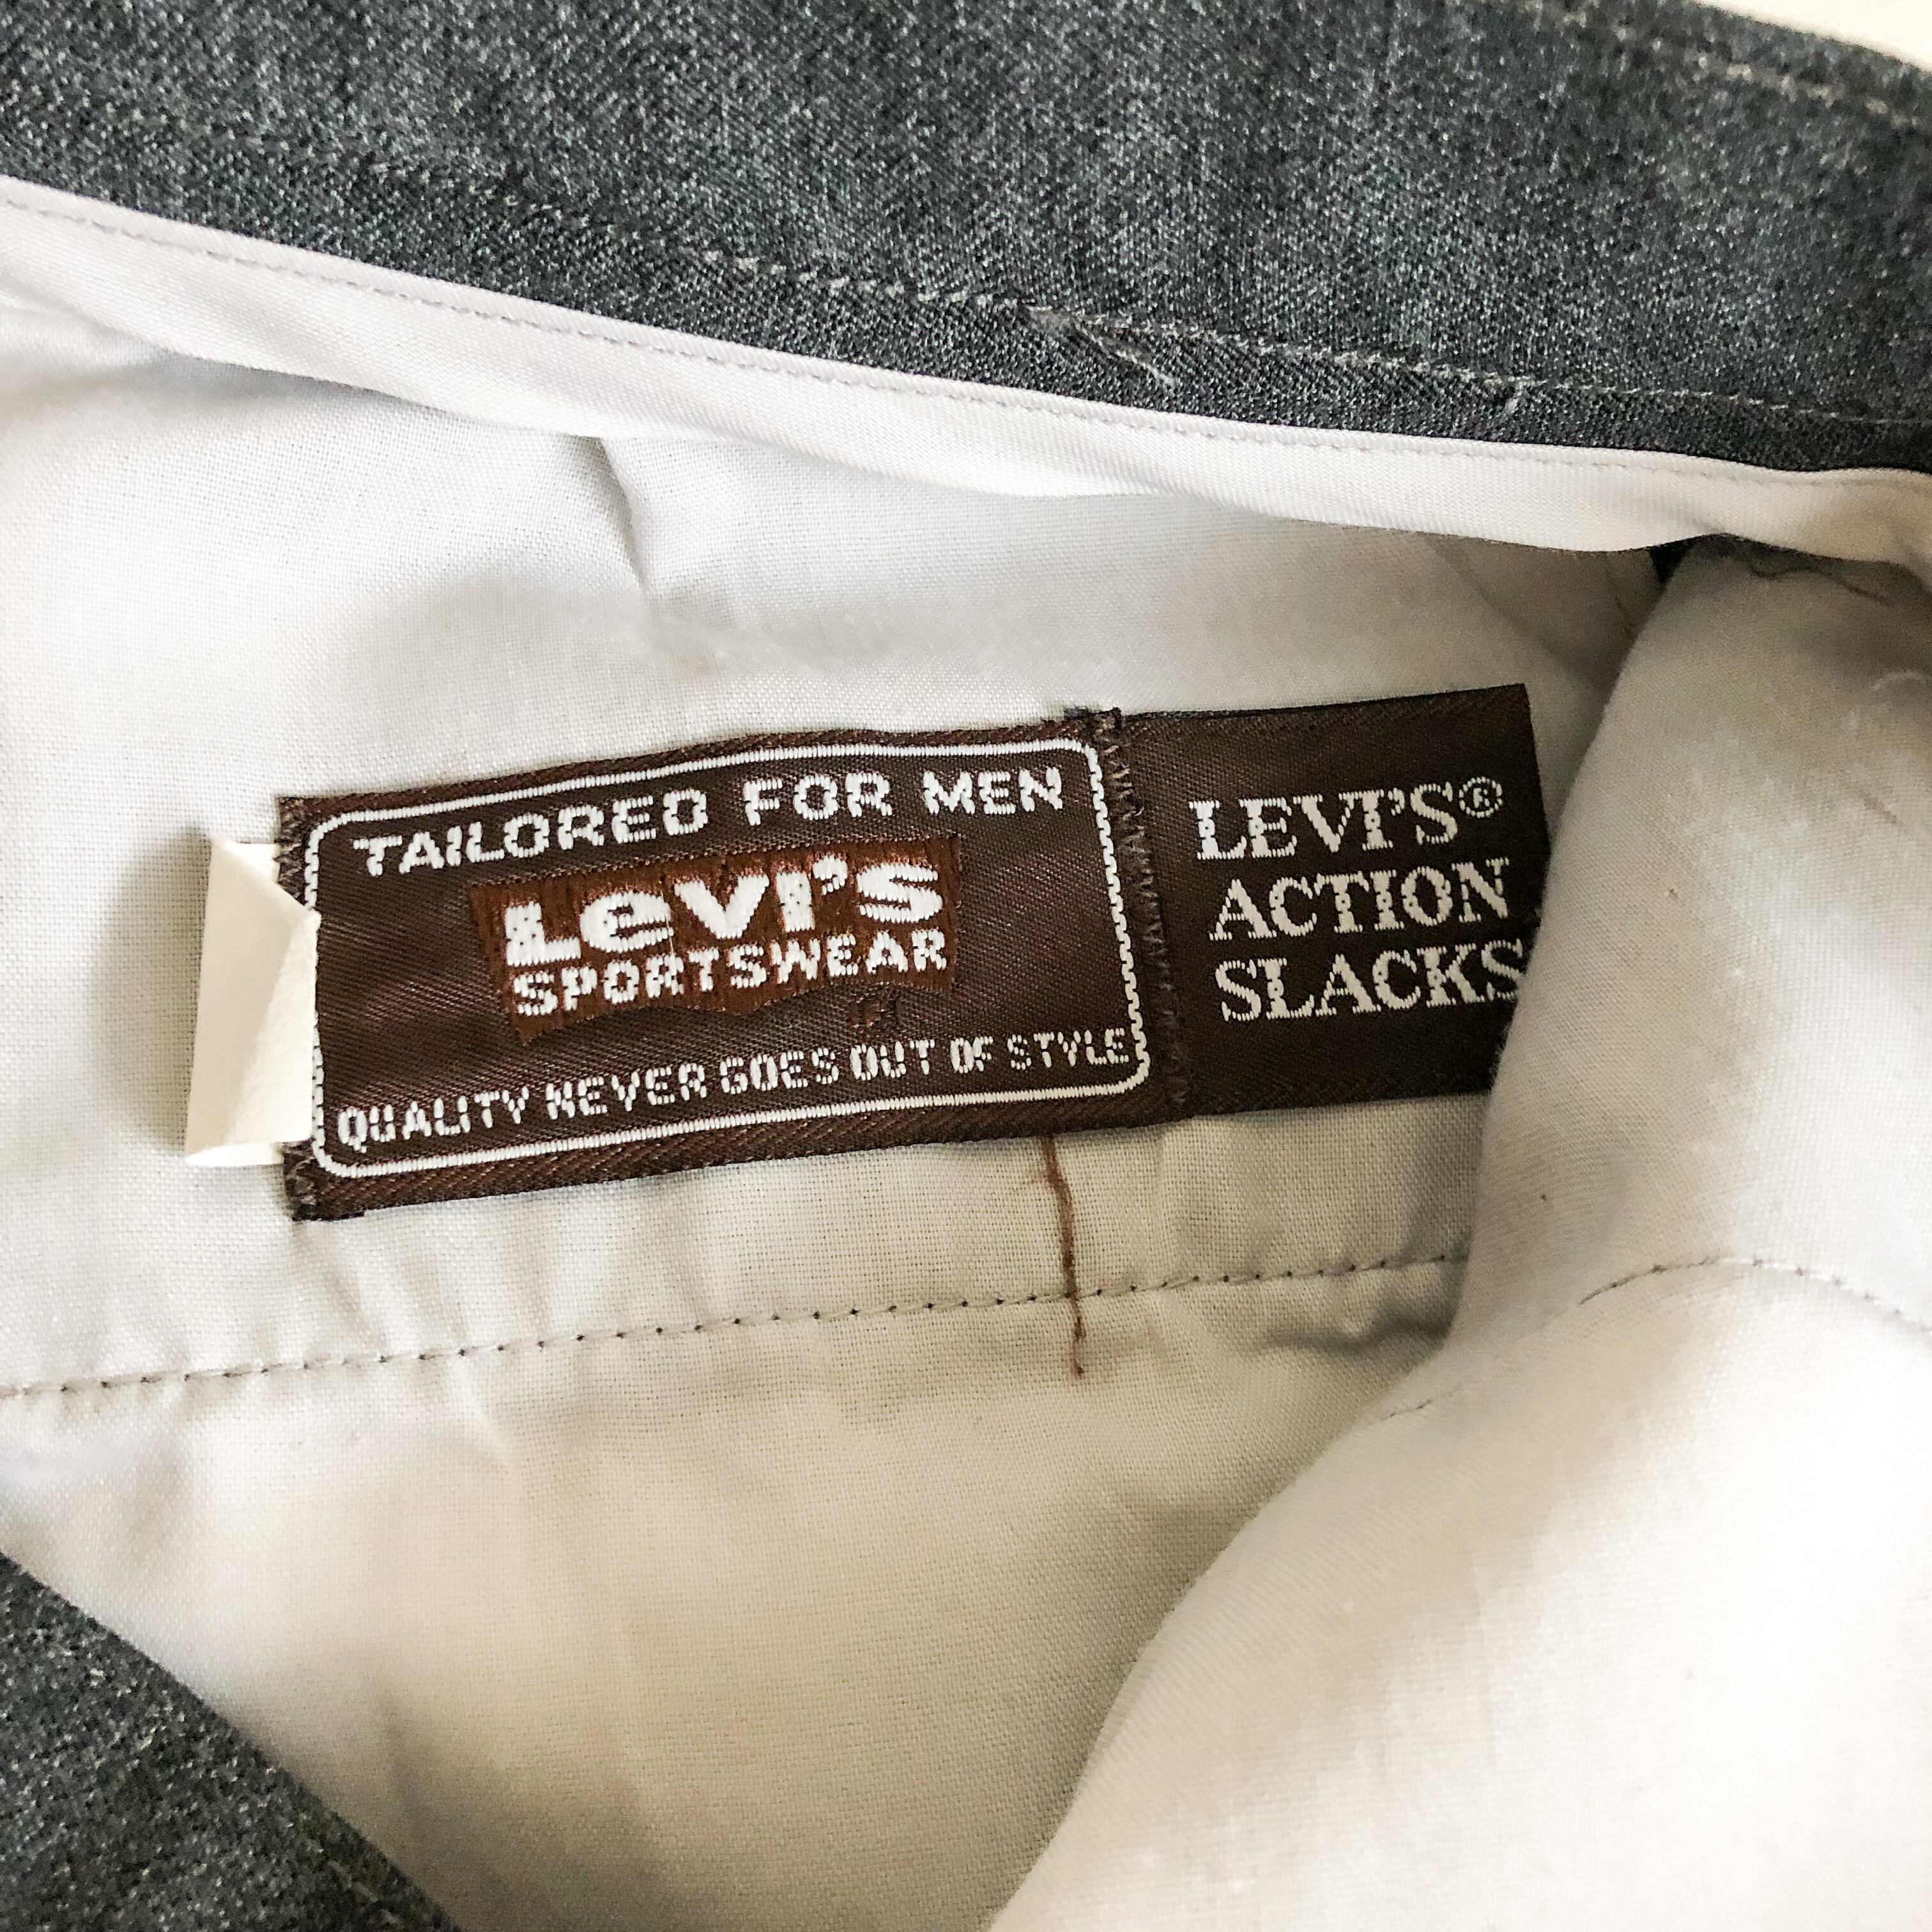 TAILORED FOR MEN
Levi's
SPORTSWEAR
QUALITY NEVER GOES OUT OF STYLE
LEVI'S®
ACTION
SLACKS